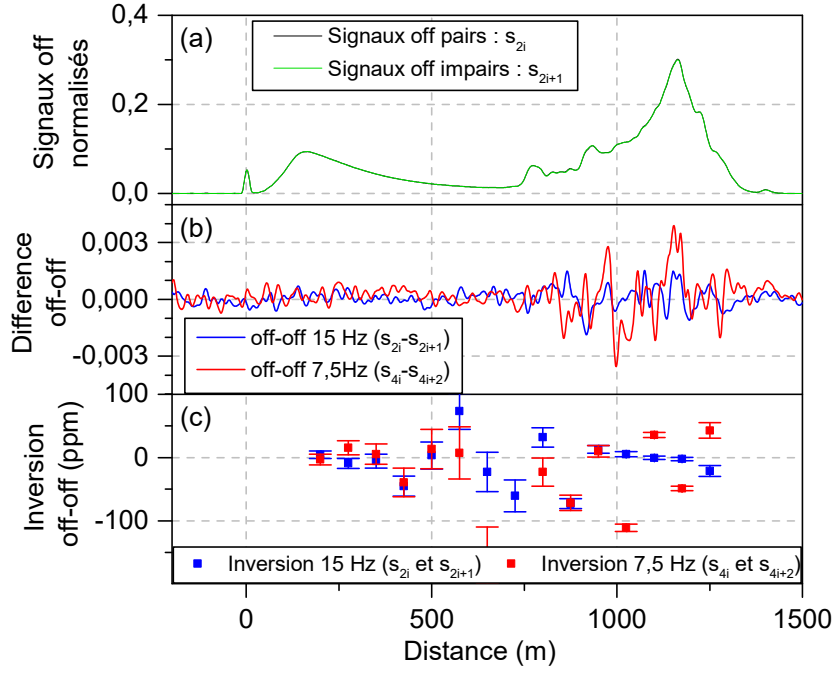 Signaux off
normalisés
0,4
0,2
0,0
(a)
Signaux off pairs : s2i
Signaux off impairs : s2i+1
Difference
off-off
0,003
0,000
-0,003
(b)
off-off 15 Hz (s2i-s2i+1)
off-off 7,5Hz (s4i-s4i+2)
Inversion
off-off (ppm)
100
0
-100
(c)
Inversion 15 Hz (s2i et s2i+1)
Inversion 7,5 Hz (s4i et s4i+2)
0
500
1000
1500
Distance (m)